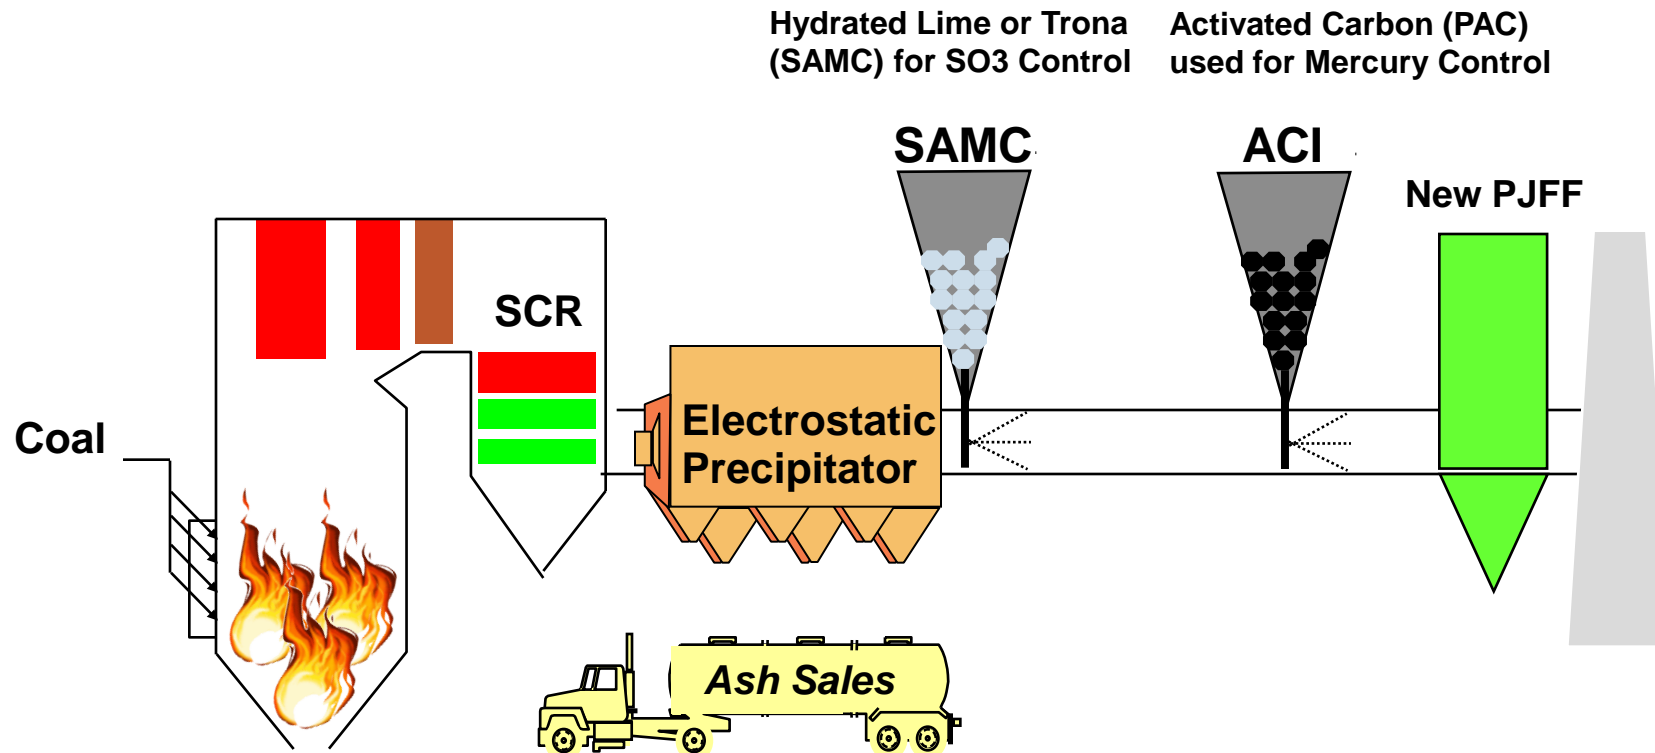 Hydrated Lime or Trona
(SAMC) for SO3 Control
Activated Carbon (PAC)
used for Mercury Control
SAMC
ACI
New PJFF
SCR
Coal
Electrostatic
Precipitator
Ash Sales